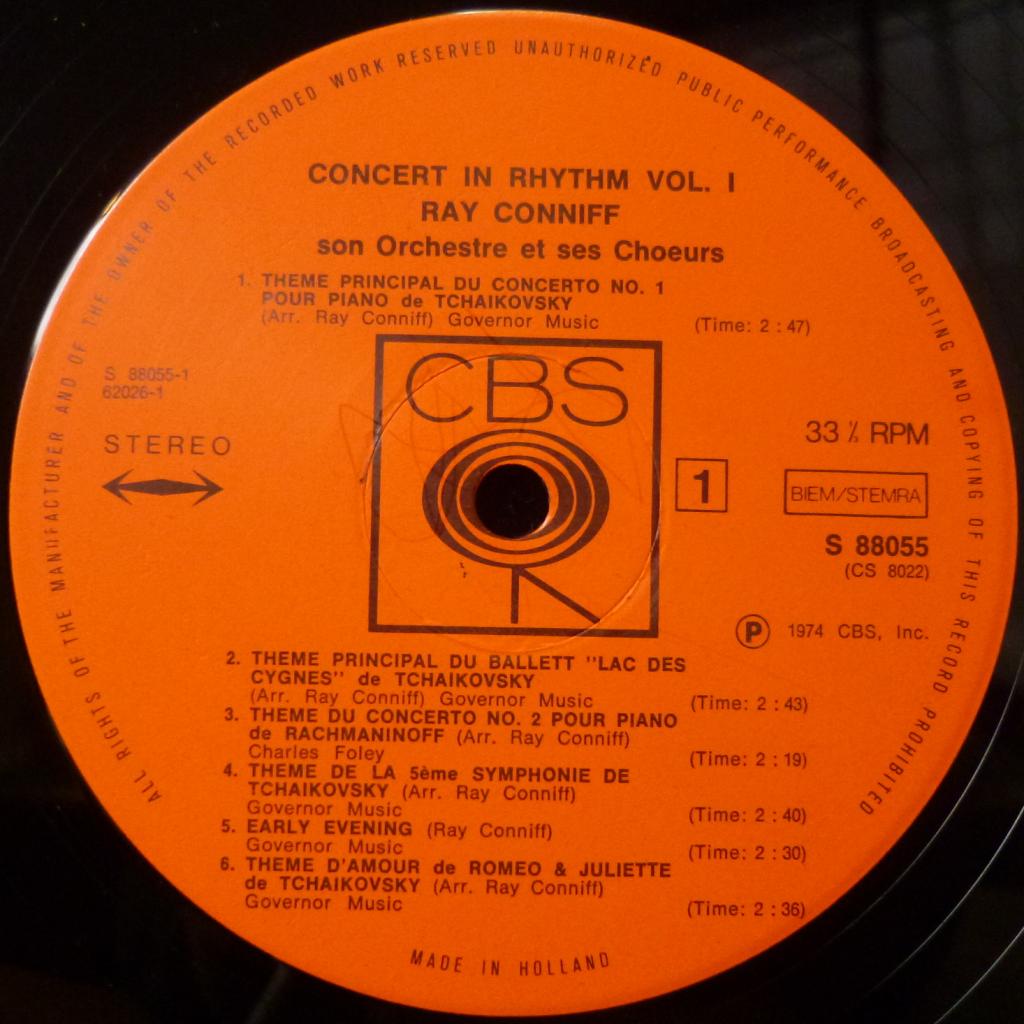 ALL RIGHTS OF THE MANUFACTURER AND OF THE OWNER OF THE RECORDED WORK RESERVED UNAUTHORIZED PUBLIC PERFORMANCE BROADCASTING AND COPYING OF THIS RECORD PROHIBITED
CONCERT IN RHYTHM VOL. I
RAY CONNIFF
son Orchestre et ses Choeurs
1. THEME PRINCIPAL DU CONCERTO NO. 1
POUR PIANO de TCHAIKOVSKY
(Arr. Ray Conniff) Governor Music (Time: 2 : 47)
CBS
S 88055-1
62026-1
STEREO
1
33 ⅓ RPM
BIEM/STEMRA
S 88055
(CS 8022)
Ⓟ 1974 CBS, Inc.
2. THEME PRINCIPAL DU BALLETT "LAC DES
CYGNES" de TCHAIKOVSKY
(Arr. Ray Conniff) Governor Music (Time: 2 : 43)
3. THEME DU CONCERTO NO. 2 POUR PIANO
de RACHMANINOFF (Arr. Ray Conniff)
Charles Foley (Time: 2 : 19)
4. THEME DE LA 5ème SYMPHONIE DE
TCHAIKOVSKY (Arr. Ray Conniff)
Governor Music (Time: 2 : 40)
5. EARLY EVENING (Ray Conniff)
Governor Music (Time: 2 : 30)
6. THEME D'AMOUR de ROMEO & JULIETTE
de TCHAIKOVSKY (Arr. Ray Conniff)
Governor Music (Time: 2 : 36)
MADE IN HOLLAND